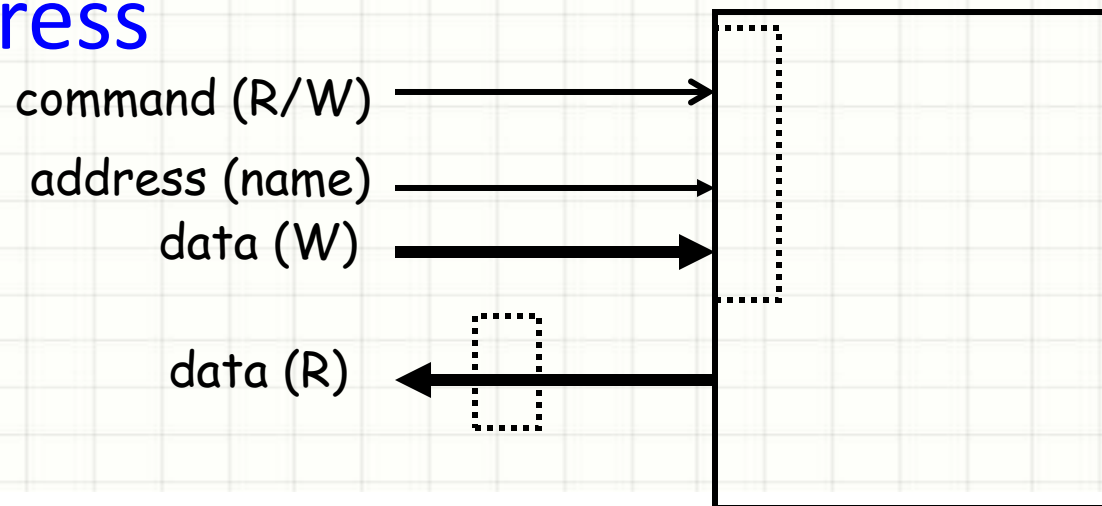 ress
command (R/W)
address (name)
data (W)
data (R)